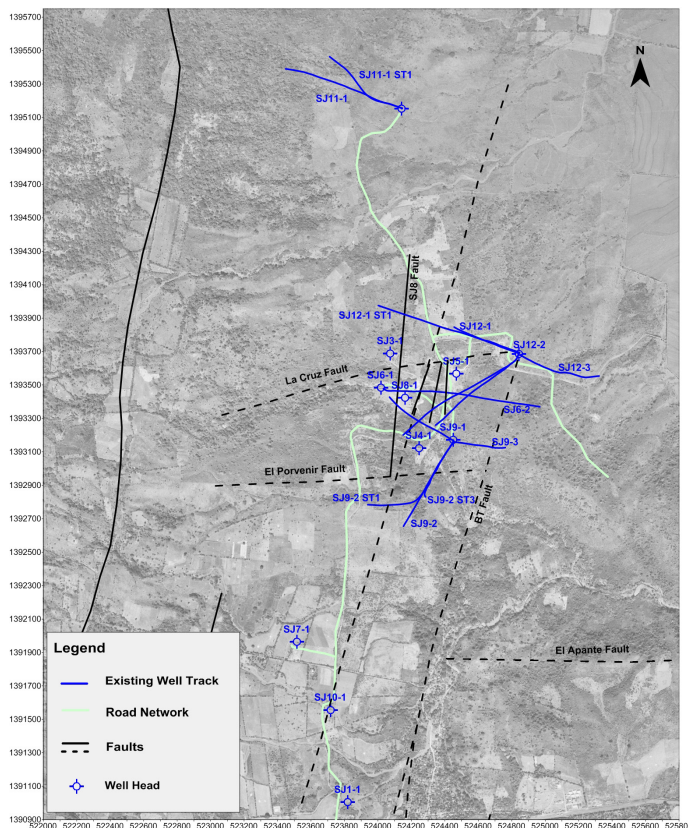 1395700
1395500
1395300
1395100
1394900
1394700
1394500
1394300
1394100
1393900
1393700
1393500
1393300
1393100
1392900
1392700
1392500
1392300
1392100
1391900
1391700
1391500
1391300
1391100
1390900
N
SJ11-1 ST1
SJ11-1
SJ8 Fault
SJ12-1 ST1
SJ12-1
SJ3-1
SJ12-2
SJ5-1
SJ12-3
La Cruz Fault
SJ6-1
SJ8-1
SJ6-2
SJ9-1
SJ4-1
SJ9-3
El Porvenir Fault
SJ9-2 ST1
SJ9-2 ST3
BT Fault
SJ9-2
SJ7-1
El Apante Fault
SJ10-1
SJ1-1
Legend
Existing Well Track
Road Network
Faults
Well Head
522000 522200 522400 522600 522800 523000 523200 523400 523600 523800 524000 524200 524400 524600 524800 525000 525200 525400 525600 52580